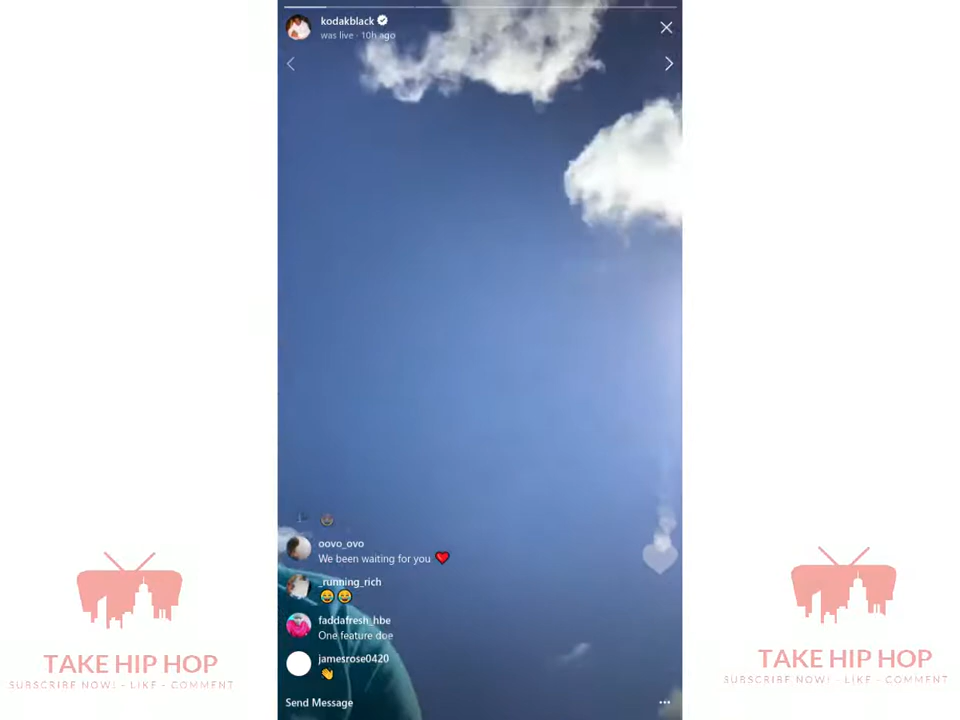 kodakblack
was live · 10h ago
oovo_ovo
We been waiting for you ❤️
_running_rich
😂😂
faddafresh_hbe
One feature doe
jamesrose0420
👏
Send Message
TAKE HIP HOP
SUBSCRIBE NOW! - LIKE - COMMENT
TAKE HIP HOP
SUBSCRIBE NOW! - LIKE - COMMENT